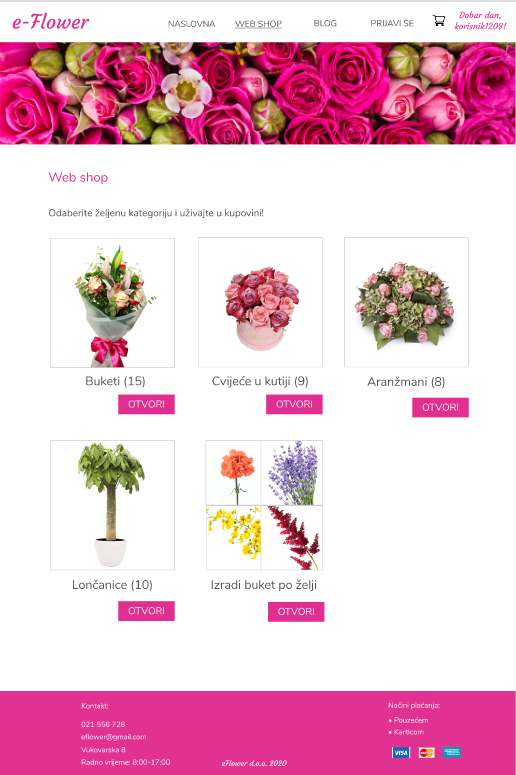 e-Flower
NASLOVNA
WEB SHOP
BLOG
PRIJAVI SE
Dobar dan,
korisnik1203!
Web shop
Odaberite željenu kategoriju i uživajte u kupovini!
Buketi (15)
Cvijeće u kutiji (9)
Aranžmani (8)
OTVORI
OTVORI
OTVORI
Lončanice (10)
Izradi buket po želji
OTVORI
OTVORI
Kontakt:
021 556 728
eflower@gmail.com
Vukovarska 8
Radno vrijeme: 8:00-17:00
eFlower d.o.o. 2020
Načini plaćanja:
• Pouzećem
• Karticom
VISA